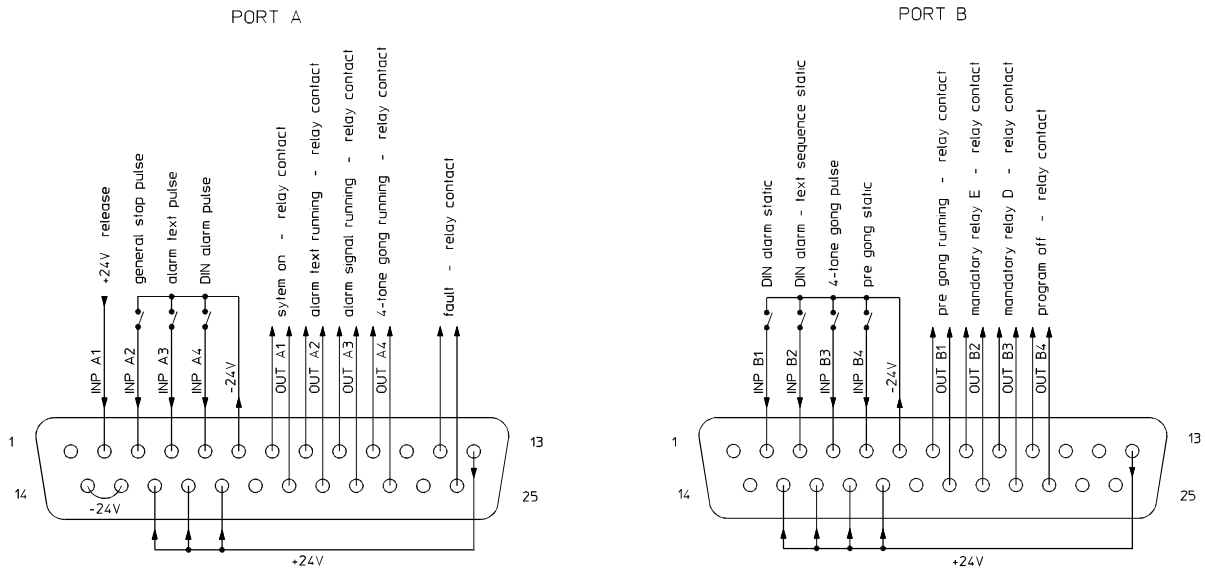 PORT A
+24V release
general stop pulse
alarm text pulse
DIN alarm pulse
sytem on - relay contact
alarm text running - relay contact
alarm signal running - relay contact
4-tone gong running - relay contact
fault - relay contact
INP A1
INP A2
INP A3
INP A4
-24V
OUT A1
OUT A2
OUT A3
OUT A4
1
13
14
25
-24V
+24V
PORT B
DIN alarm static
DIN alarm - text sequence static
4-tone gong pulse
pre gong static
pre gong running - relay contact
mandatory relay E - relay contact
mandatory relay D - relay contact
program off - relay contact
INP B1
INP B2
INP B3
INP B4
-24V
OUT B1
OUT B2
OUT B3
OUT B4
1
13
14
25
+24V